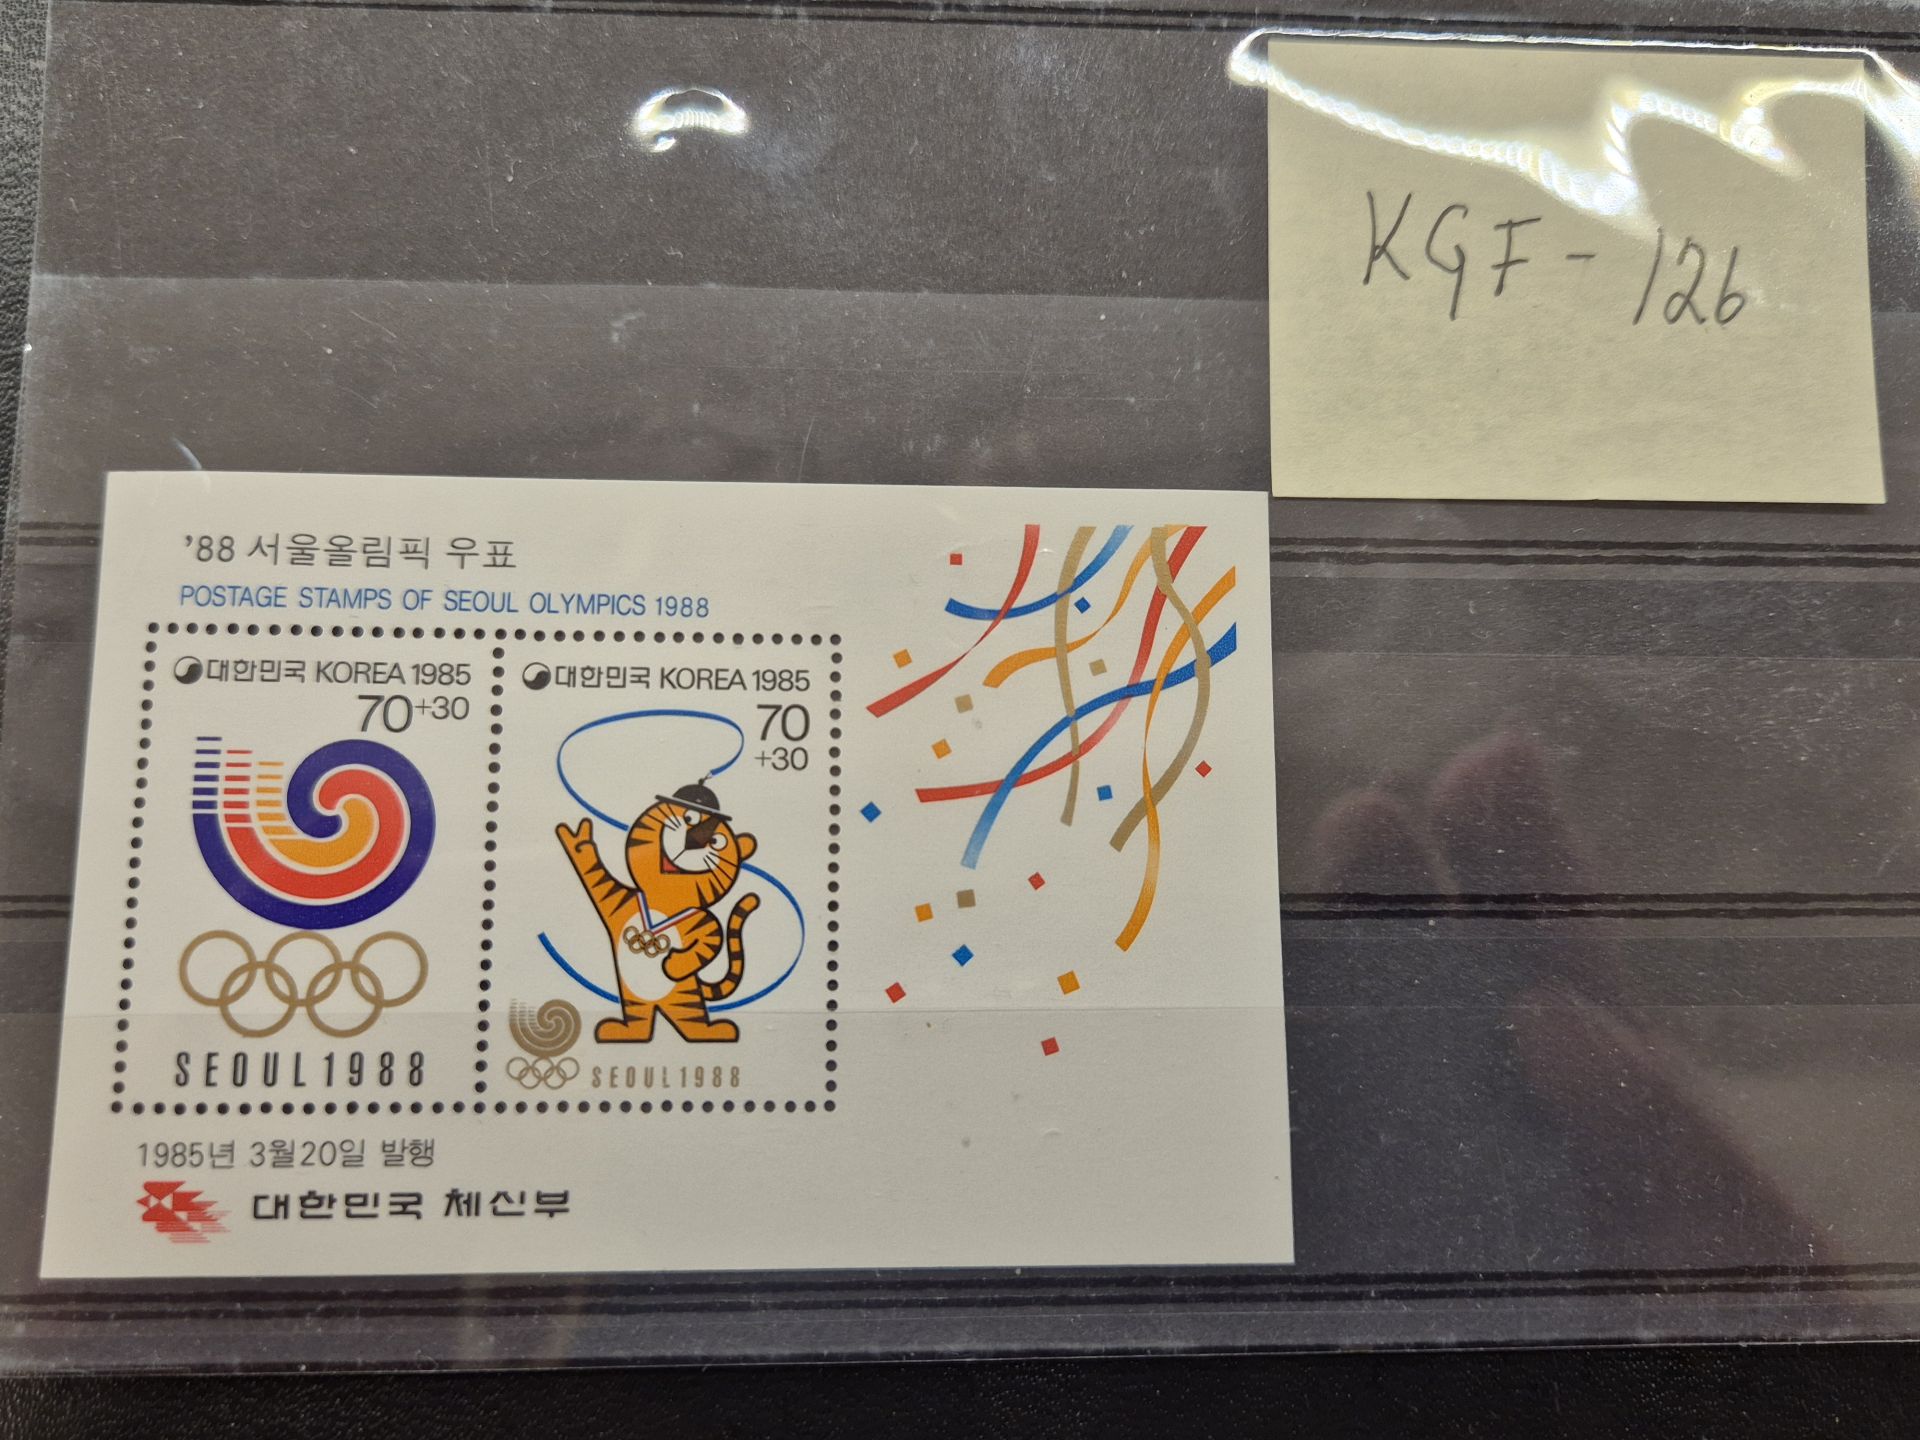 KGF-126
'88 서울올림픽 우표
POSTAGE STAMPS OF SEOUL OLYMPICS 1988
대한민국 KOREA 1985
70+30
SEOUL 1988
대한민국 KOREA 1985
70
+30
SEOUL 1988
1985년 3월20일 발행
대한민국 체신부